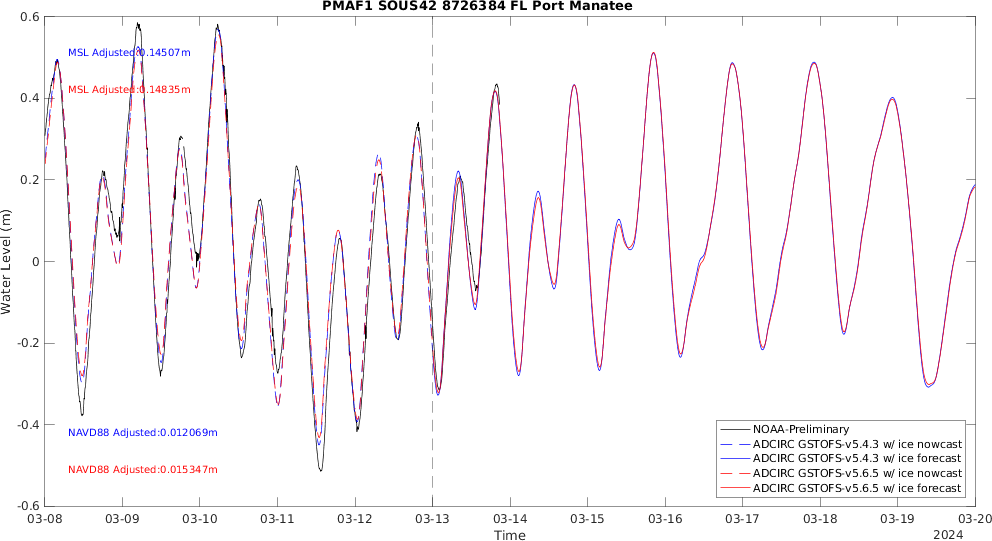 PMAF1 SOUS42 8726384 FL Port Manatee
Water Level (m)
0.6
0.4
0.2
0
-0.2
-0.4
-0.6
MSL Adjusted:0.14507m
MSL Adjusted:0.14835m
NAVD88 Adjusted:0.012069m
NAVD88 Adjusted:0.015347m
NOAA-Preliminary
ADCIRC GSTOFS-v5.4.3 w/ ice nowcast
ADCIRC GSTOFS-v5.4.3 w/ ice forecast
ADCIRC GSTOFS-v5.6.5 w/ ice nowcast
ADCIRC GSTOFS-v5.6.5 w/ ice forecast
03-08 03-09 03-10 03-11 03-12 03-13 03-14 03-15 03-16 03-17 03-18 03-19 03-20
Time
2024